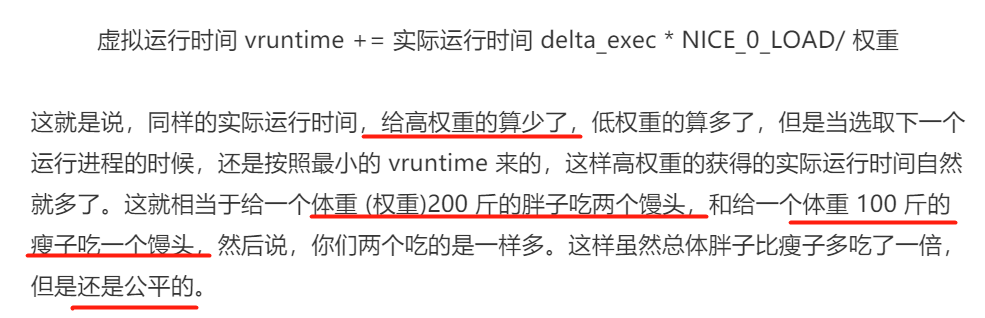 虚拟运行时间 vruntime += 实际运行时间 delta_exec * NICE_0_LOAD/ 权重
这就是说，同样的实际运行时间，给高权重的算少了，低权重的算多了，但是当选取下一个
运行进程的时候，还是按照最小的 vruntime 来的，这样高权重的获得的实际运行时间自然
就多了。这就相当于给一个体重 (权重)200 斤的胖子吃两个馒头，和给一个体重 100 斤的
瘦子吃一个馒头，然后说，你们两个吃的是一样多。这样虽然总体胖子比瘦子多吃了一倍，
但是还是公平的。